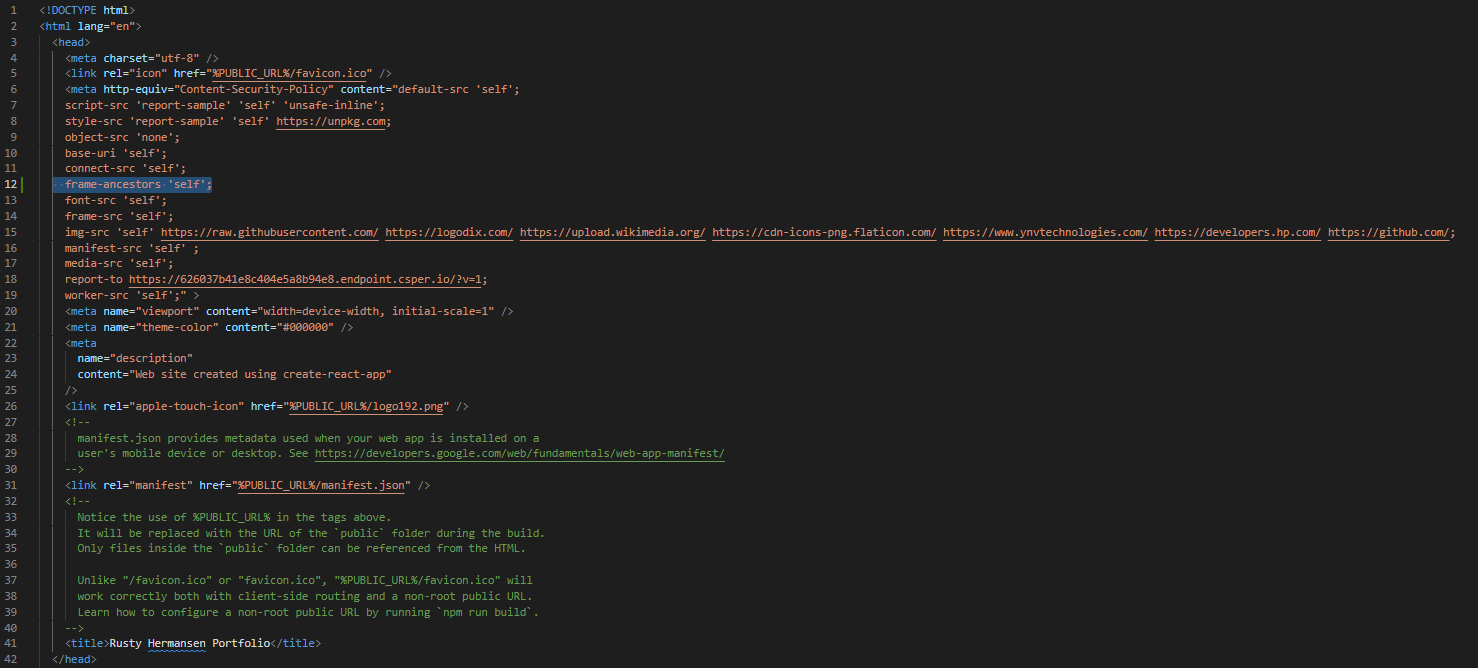 1 <!DOCTYPE html>
2 <html lang="en">
3 <head>
4 <meta charset="utf-8" />
5 <link rel="icon" href="%PUBLIC_URL%/favicon.ico" />
6 <meta http-equiv="Content-Security-Policy" content="default-src 'self';
7 script-src 'report-sample' 'self' 'unsafe-inline';
8 style-src 'report-sample' 'self' https://unpkg.com;
9 object-src 'none';
10 base-uri 'self';
11 connect-src 'self';
12 frame-ancestors 'self';
13 font-src 'self';
14 frame-src 'self';
15 img-src 'self' https://raw.githubusercontent.com/ https://logodix.com/ https://upload.wikimedia.org/ https://cdn-icons-png.flaticon.com/ https://www.ynvtechnologies.com/ https://developers.hp.com/ https://github.com/;
16 manifest-src 'self' ;
17 media-src 'self';
18 report-to https://626037b41e8c404e5a8b94e8.endpoint.csper.io/?v=1;
19 worker-src 'self';" >
20 <meta name="viewport" content="width=device-width, initial-scale=1" />
21 <meta name="theme-color" content="#000000" />
22 <meta
23 name="description"
24 content="Web site created using create-react-app"
25 />
26 <link rel="apple-touch-icon" href="%PUBLIC_URL%/logo192.png" />
27 <!--
28 manifest.json provides metadata used when your web app is installed on a
29 user's mobile device or desktop. See https://developers.google.com/web/fundamentals/web-app-manifest/
30 -->
31 <link rel="manifest" href="%PUBLIC_URL%/manifest.json" />
32 <!--
33 Notice the use of %PUBLIC_URL% in the tags above.
34 It will be replaced with the URL of the `public` folder during the build.
35 Only files inside the `public` folder can be referenced from the HTML.
36
37 Unlike "/favicon.ico" or "favicon.ico", "%PUBLIC_URL%/favicon.ico" will
38 work correctly both with client-side routing and a non-root public URL.
39 Learn how to configure a non-root public URL by running `npm run build`.
40 -->
41 <title>Rusty Hermansen Portfolio</title>
42 </head>